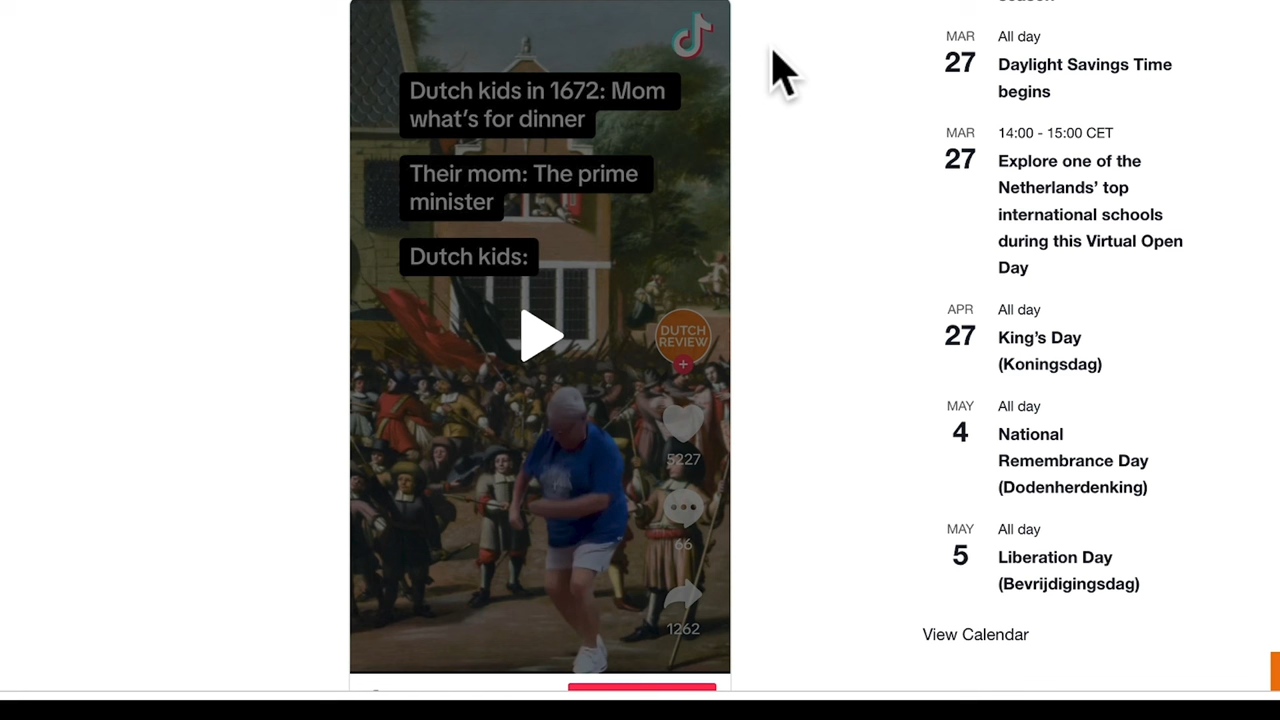 Dutch kids in 1672: Mom
what's for dinner
Their mom: The prime
minister
Dutch kids:
DUTCH
REVIEW
5227
66
1262
MAR
27
All day
Daylight Savings Time
begins
MAR
27
14:00 - 15:00 CET
Explore one of the
Netherlands' top
international schools
during this Virtual Open
Day
APR
27
All day
King's Day
(Koningsdag)
MAY
4
All day
National
Remembrance Day
(Dodenherdenking)
MAY
5
All day
Liberation Day
(Bevrijdigingsdag)
View Calendar